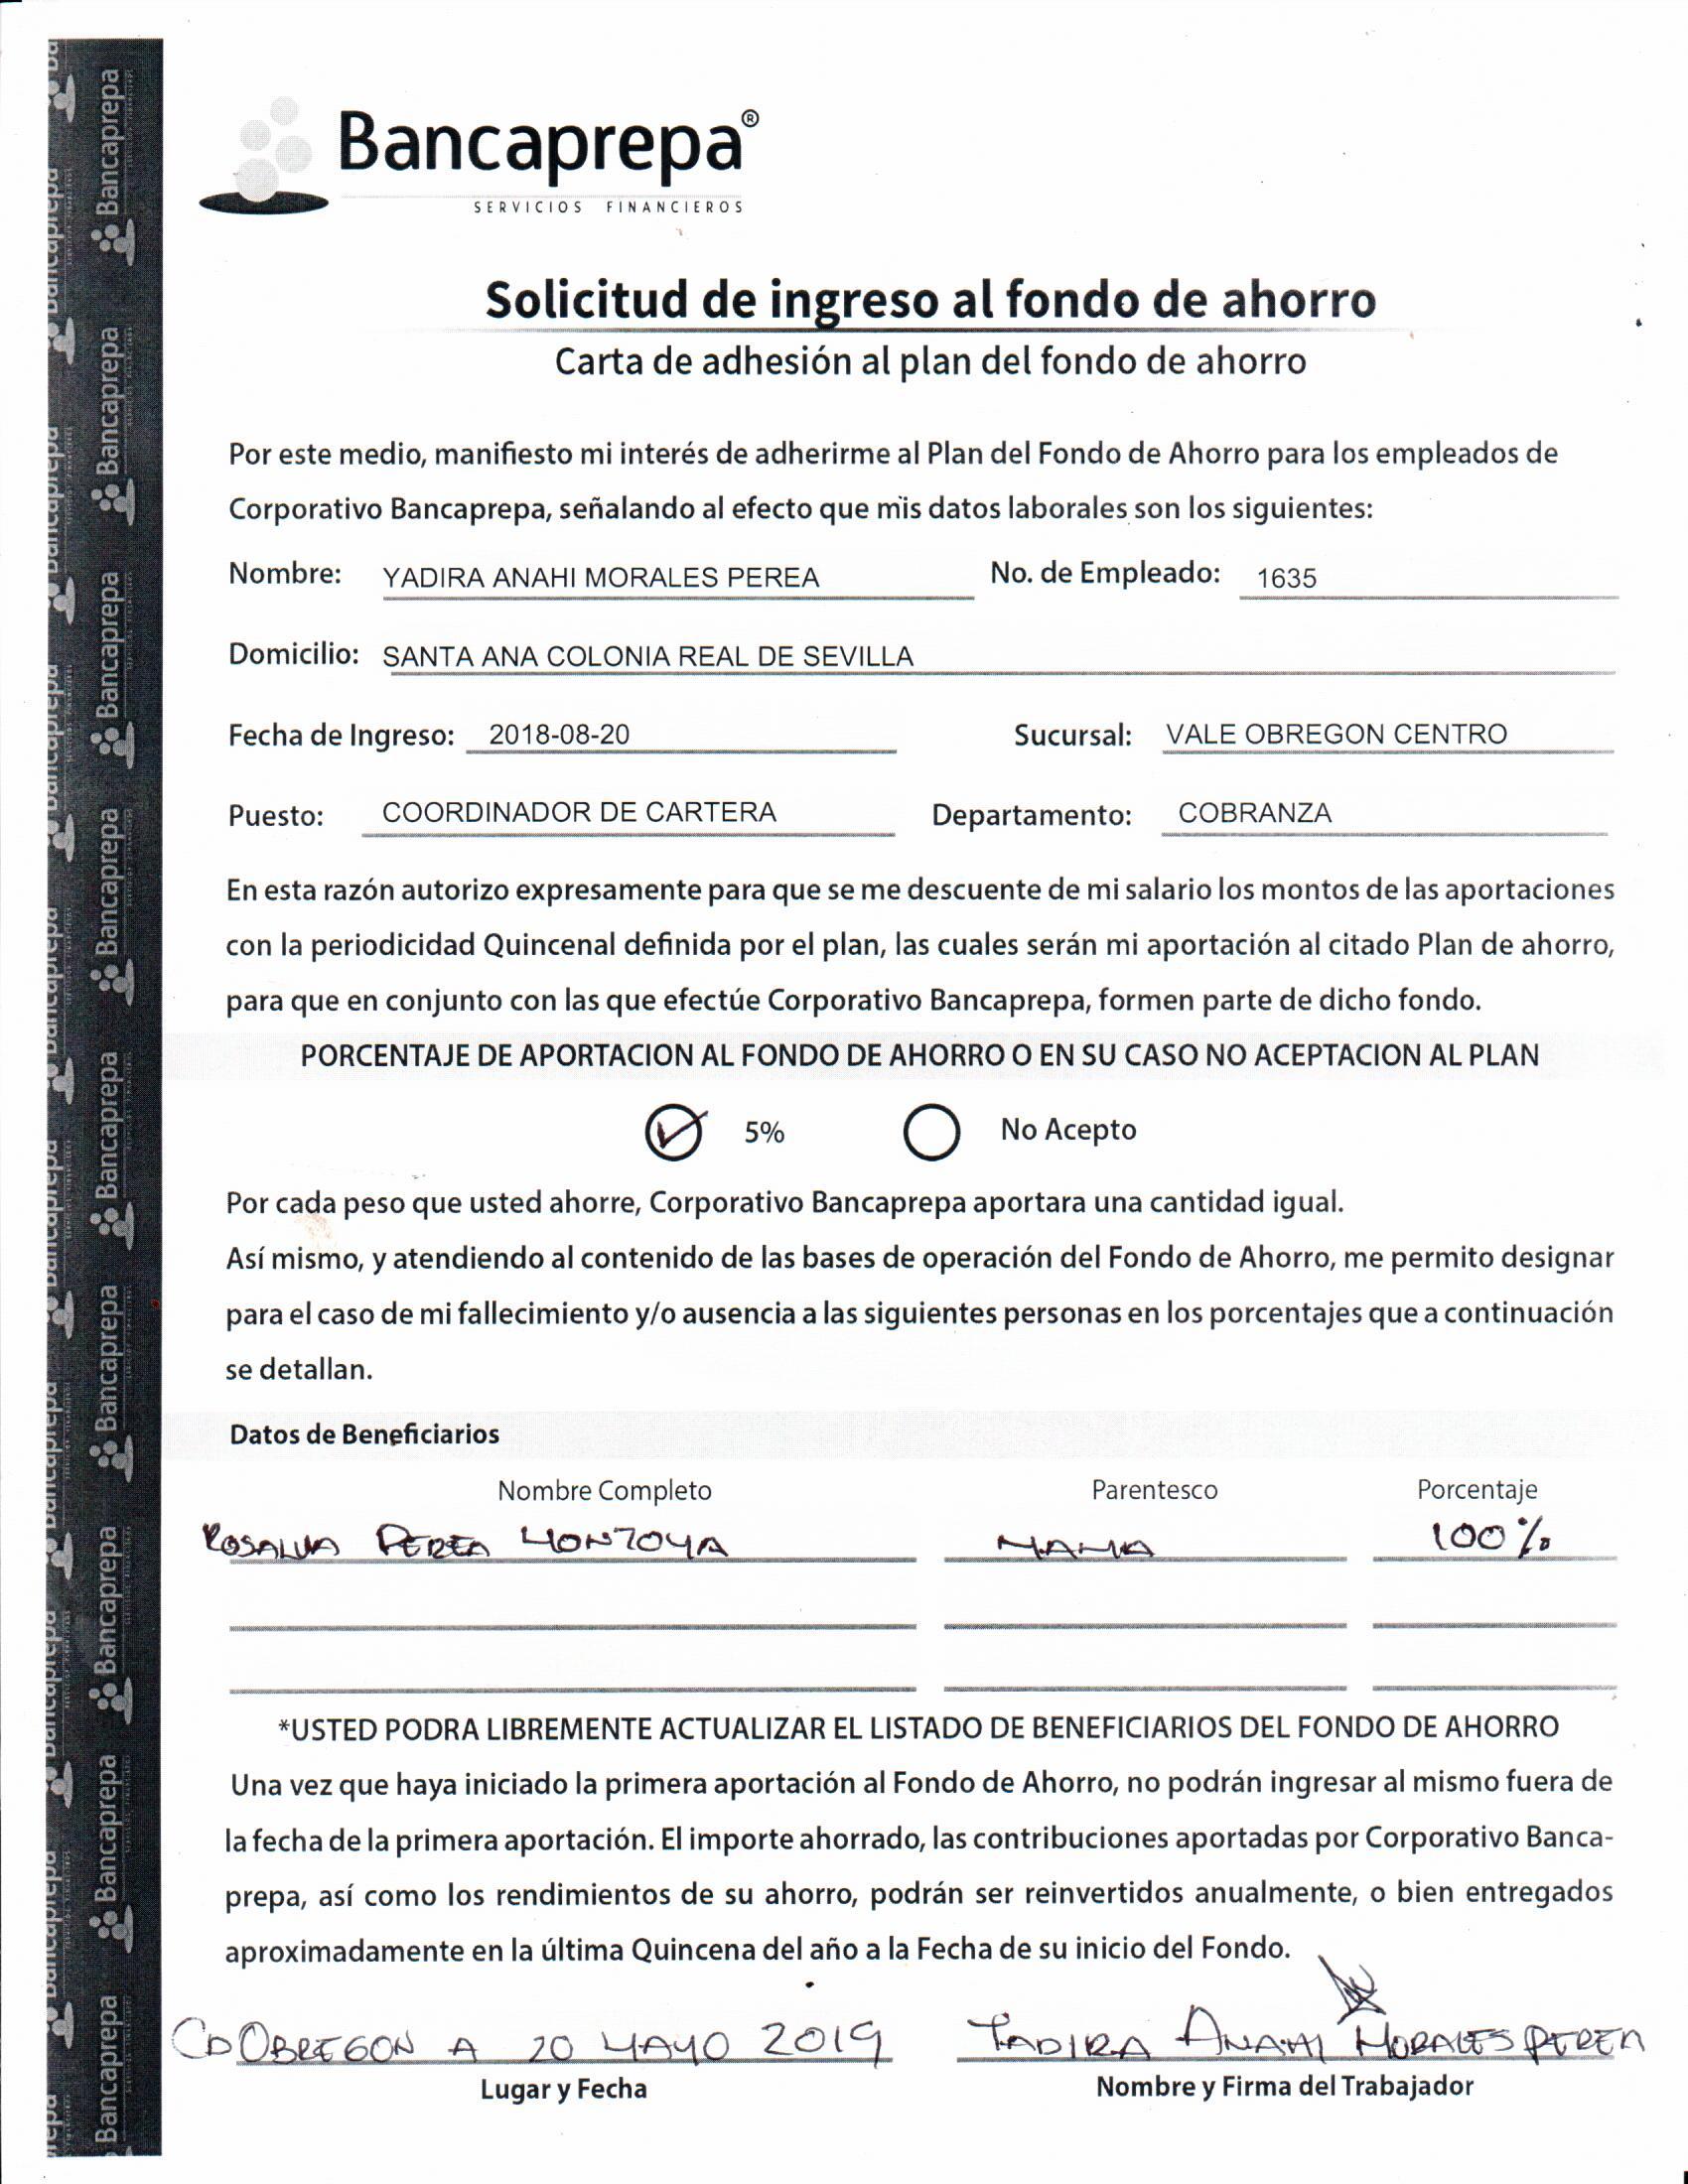 Bancaprepa®
SERVICIOS FINANCIEROS
Solicitud de ingreso al fondo de ahorro
Carta de adhesión al plan del fondo de ahorro
Por este medio, manifiesto mi interés de adherirme al Plan del Fondo de Ahorro para los empleados de
Corporativo Bancaprepa, señalando al efecto que mis datos laborales son los siguientes:
Nombre: YADIRA ANAHI MORALES PEREA No. de Empleado: 1635
Domicilio: SANTA ANA COLONIA REAL DE SEVILLA
Fecha de Ingreso: 2018-08-20 Sucursal: VALE OBREGON CENTRO
Puesto: COORDINADOR DE CARTERA Departamento: COBRANZA
En esta razón autorizo expresamente para que se me descuente de mi salario los montos de las aportaciones
con la periodicidad Quincenal definida por el plan, las cuales serán mi aportación al citado Plan de ahorro,
para que en conjunto con las que efectúe Corporativo Bancaprepa, formen parte de dicho fondo.
PORCENTAJE DE APORTACION AL FONDO DE AHORRO O EN SU CASO NO ACEPTACION AL PLAN
5% No Acepto
Por cada peso que usted ahorre, Corporativo Bancaprepa aportara una cantidad igual.
Así mismo, y atendiendo al contenido de las bases de operación del Fondo de Ahorro, me permito designar
para el caso de mi fallecimiento y/o ausencia a las siguientes personas en los porcentajes que a continuación
se detallan.
Datos de Beneficiarios
Nombre Completo Parentesco Porcentaje
ROSALVA PEREA MONTOYA MAMA 100%
*USTED PODRA LIBREMENTE ACTUALIZAR EL LISTADO DE BENEFICIARIOS DEL FONDO DE AHORRO
Una vez que haya iniciado la primera aportación al Fondo de Ahorro, no podrán ingresar al mismo fuera de
la fecha de la primera aportación. El importe ahorrado, las contribuciones aportadas por Corporativo Banca-
prepa, así como los rendimientos de su ahorro, podrán ser reinvertidos anualmente, o bien entregados
aproximadamente en la última Quincena del año a la Fecha de su inicio del Fondo.
CD OBREGON A 20 MAYO 2019 YADIRA ANAHI MORALES PEREA
Lugar y Fecha Nombre y Firma del Trabajador